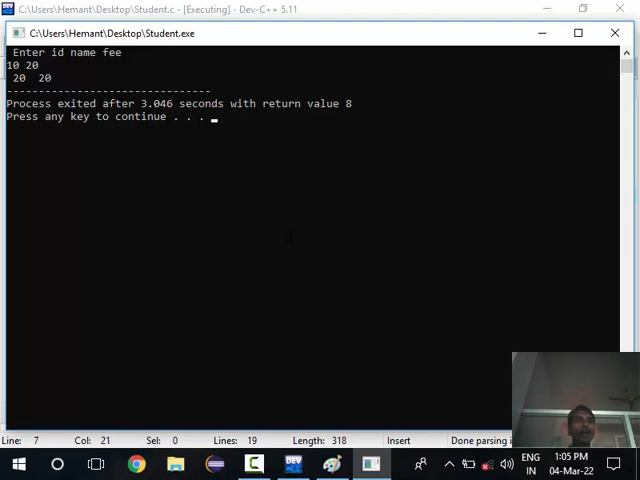 C:\Users\Hemant\Desktop\Student.c - [Executing] - Dev-C++ 5.11
C:\Users\Hemant\Desktop\Student.exe
Enter id name fee
10 20
20  20
--------------------------------
Process exited after 3.046 seconds with return value 8
Press any key to continue . . .
Line: 7 Col: 21 Sel: 0 Lines: 19 Length: 318 Insert Done parsing i
DEV
ENG
IN
1:05 PM
04-Mar-22